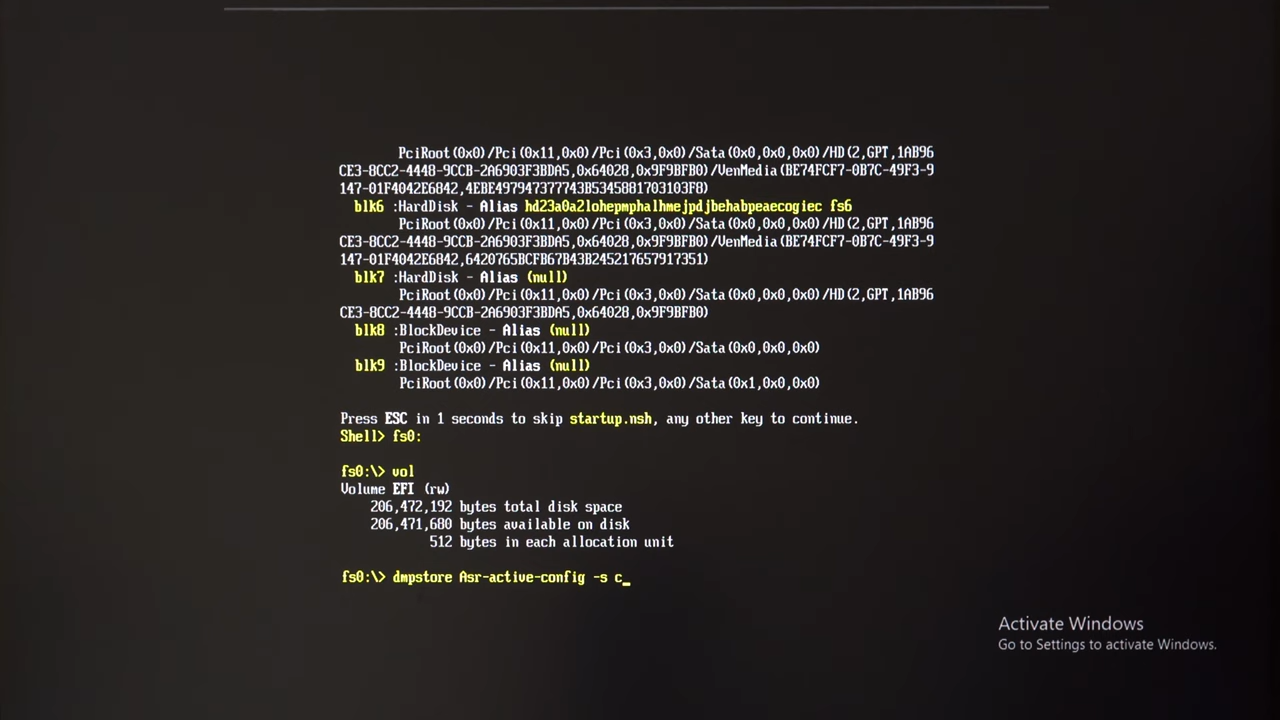 PciRoot(0x0)/Pci(0x11,0x0)/Pci(0x3,0x0)/Sata(0x0,0x0,0x0)/HD(2,GPT,1AB96
CE3-8CC2-4448-9CCB-2A6903F3BDA5,0x64028,0x9F9BFB0)/VenMedia(BE74FCF7-0B7C-49F3-9
147-01F4042E6842,4EBE497947377743B5345881703103F8)
blk6 :HardDisk - Alias hd23a0a2lohepmphalhmejpdjbehabpeaecogiec fs6
PciRoot(0x0)/Pci(0x11,0x0)/Pci(0x3,0x0)/Sata(0x0,0x0,0x0)/HD(2,GPT,1AB96
CE3-8CC2-4448-9CCB-2A6903F3BDA5,0x64028,0x9F9BFB0)/VenMedia(BE74FCF7-0B7C-49F3-9
147-01F4042E6842,6420765BCFB67B43B245217657917351)
blk7 :HardDisk - Alias (null)
PciRoot(0x0)/Pci(0x11,0x0)/Pci(0x3,0x0)/Sata(0x0,0x0,0x0)/HD(2,GPT,1AB96
CE3-8CC2-4448-9CCB-2A6903F3BDA5,0x64028,0x9F9BFB0)
blk8 :BlockDevice - Alias (null)
PciRoot(0x0)/Pci(0x11,0x0)/Pci(0x3,0x0)/Sata(0x0,0x0,0x0)
blk9 :BlockDevice - Alias (null)
PciRoot(0x0)/Pci(0x11,0x0)/Pci(0x3,0x0)/Sata(0x1,0x0,0x0)
Press ESC in 1 seconds to skip startup.nsh, any other key to continue.
Shell> fs0:
fs0:\> vol
Volume EFI (rw)
206,472,192 bytes total disk space
206,471,680 bytes available on disk
512 bytes in each allocation unit
fs0:\> dmpstore Asr-active-config -s c_
Activate Windows
Go to Settings to activate Windows.